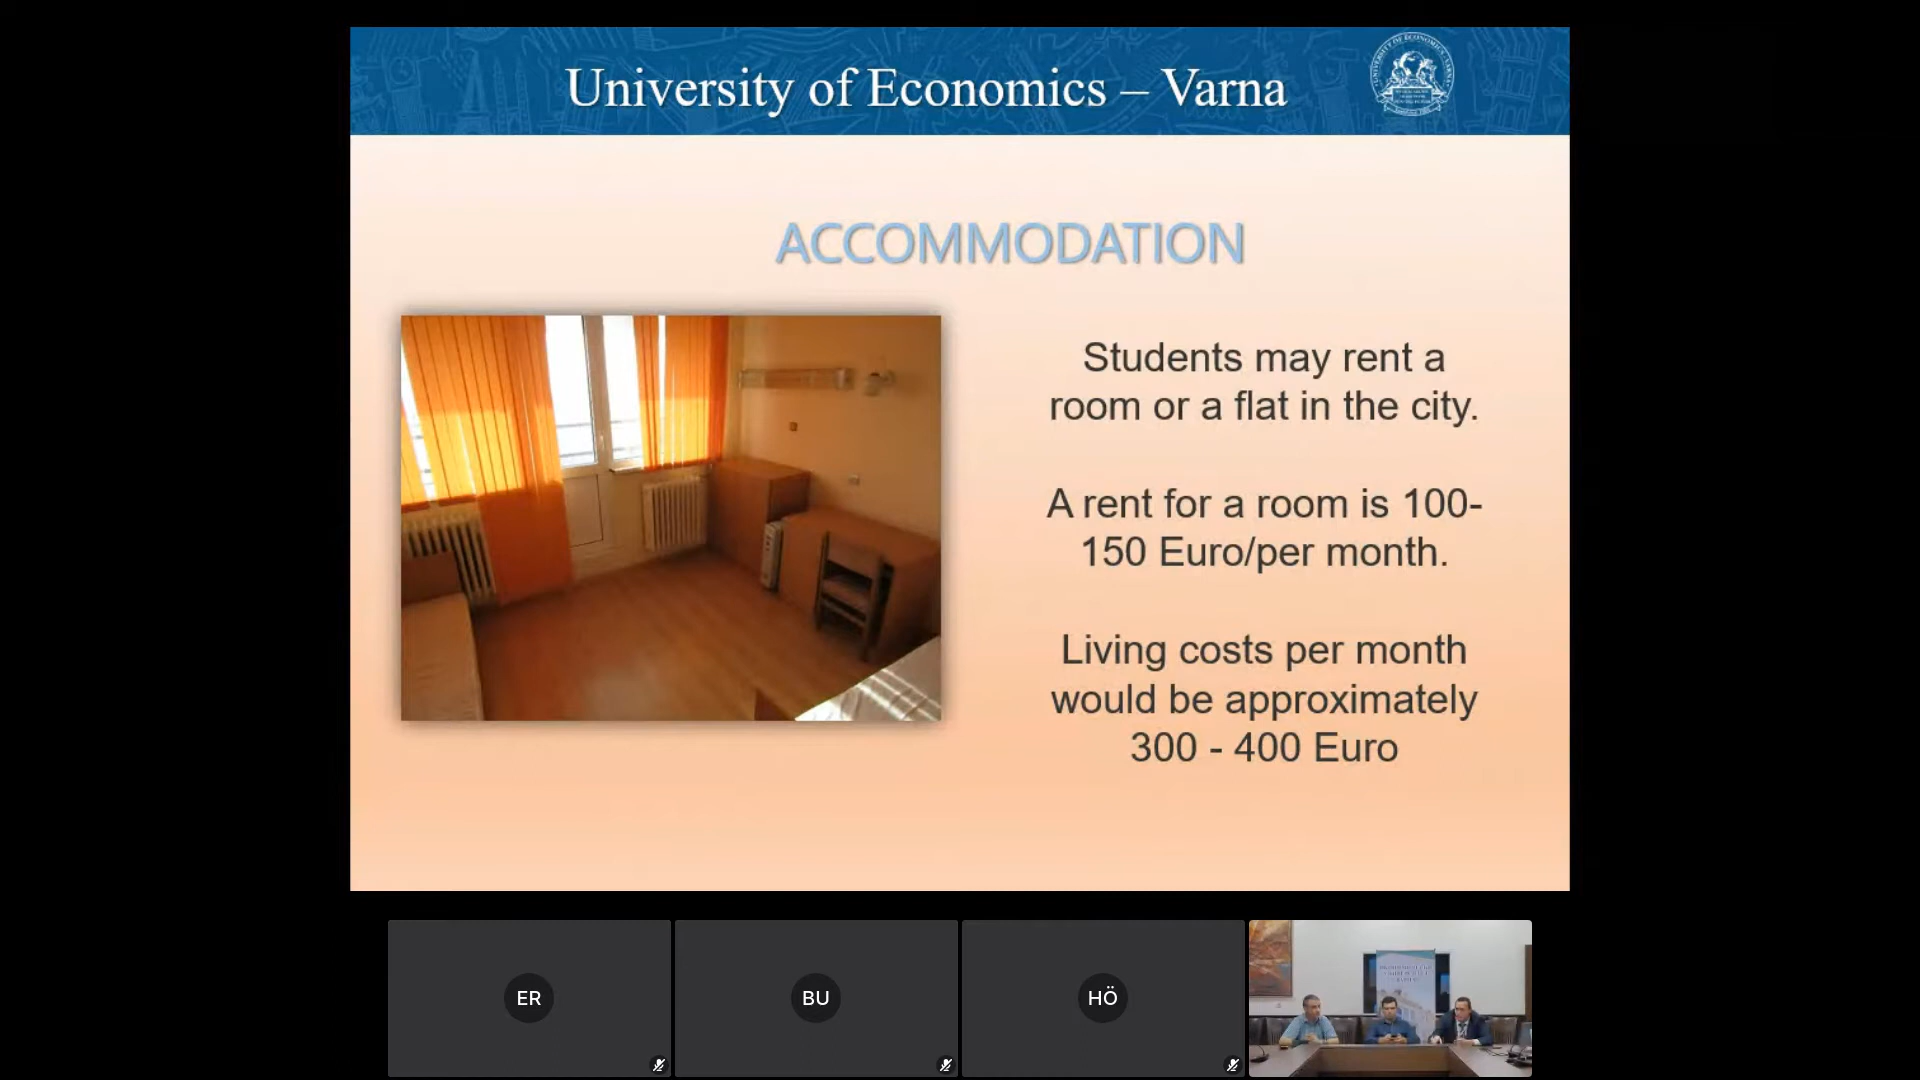 University of Economics – Varna
ACCOMMODATION
Students may rent a
room or a flat in the city.
A rent for a room is 100-
150 Euro/per month.
Living costs per month
would be approximately
300 - 400 Euro
ER
BU
HÖ